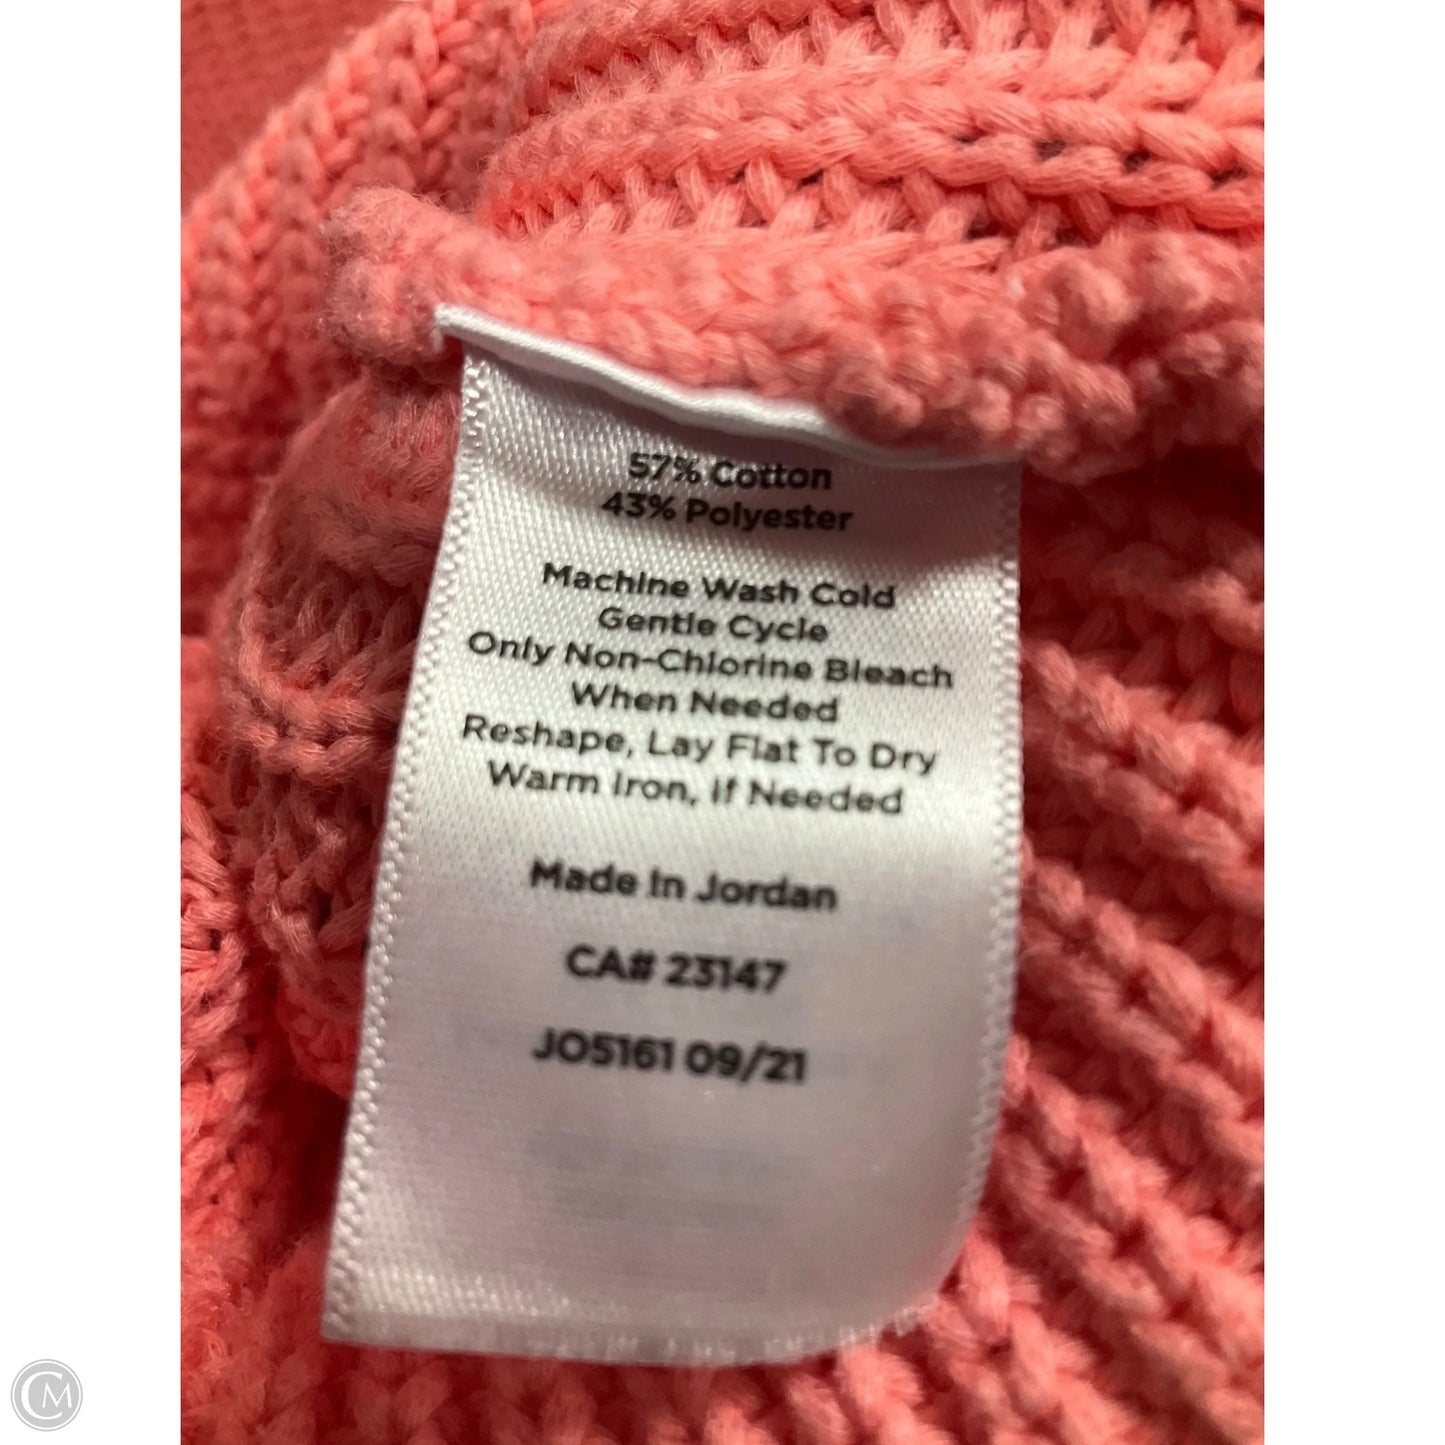 57% Cotton
43% Polyester
Machine Wash Cold
Gentle Cycle
Only Non-Chlorine Bleach
When Needed
Reshape, Lay Flat To Dry
Warm Iron, If Needed
Made In Jordan
CA# 23147
JO5161 09/21
CM